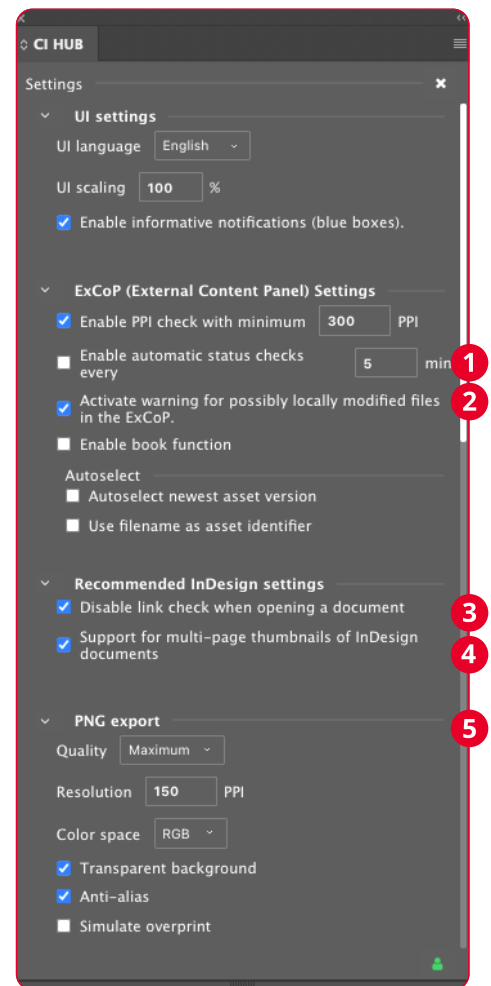 CI HUB
Settings
UI settings
UI language English
UI scaling 100 %
Enable informative notifications (blue boxes).
ExCoP (External Content Panel) Settings
Enable PPI check with minimum 300 PPI
Enable automatic status checks
every 5 min 1
Activate warning for possibly locally modified files 2
in the ExCoP.
Enable book function
Autoselect
Autoselect newest asset version
Use filename as asset identifier
Recommended InDesign settings
Disable link check when opening a document 3
Support for multi-page thumbnails of InDesign
documents 4
PNG export 5
Quality Maximum
Resolution 150 PPI
Color space RGB
Transparent background
Anti-alias
Simulate overprint